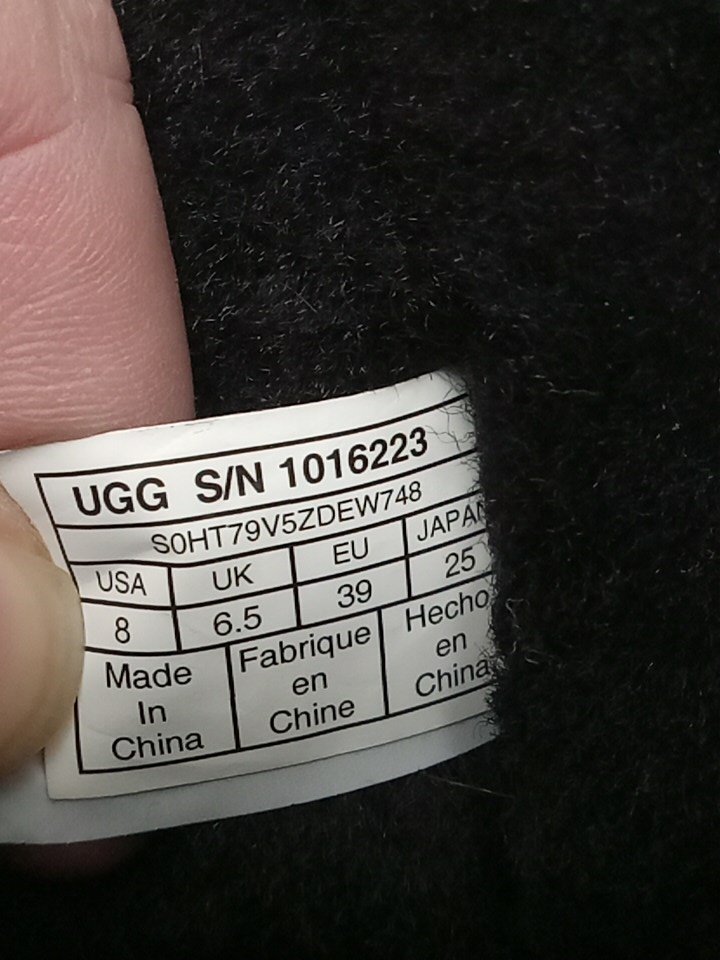 UGG S/N 1016223
S0HT79V5ZDEW748
USA UK EU JAPAN
8 6.5 39 25
Made In China
Fabrique en Chine
Hecho en China